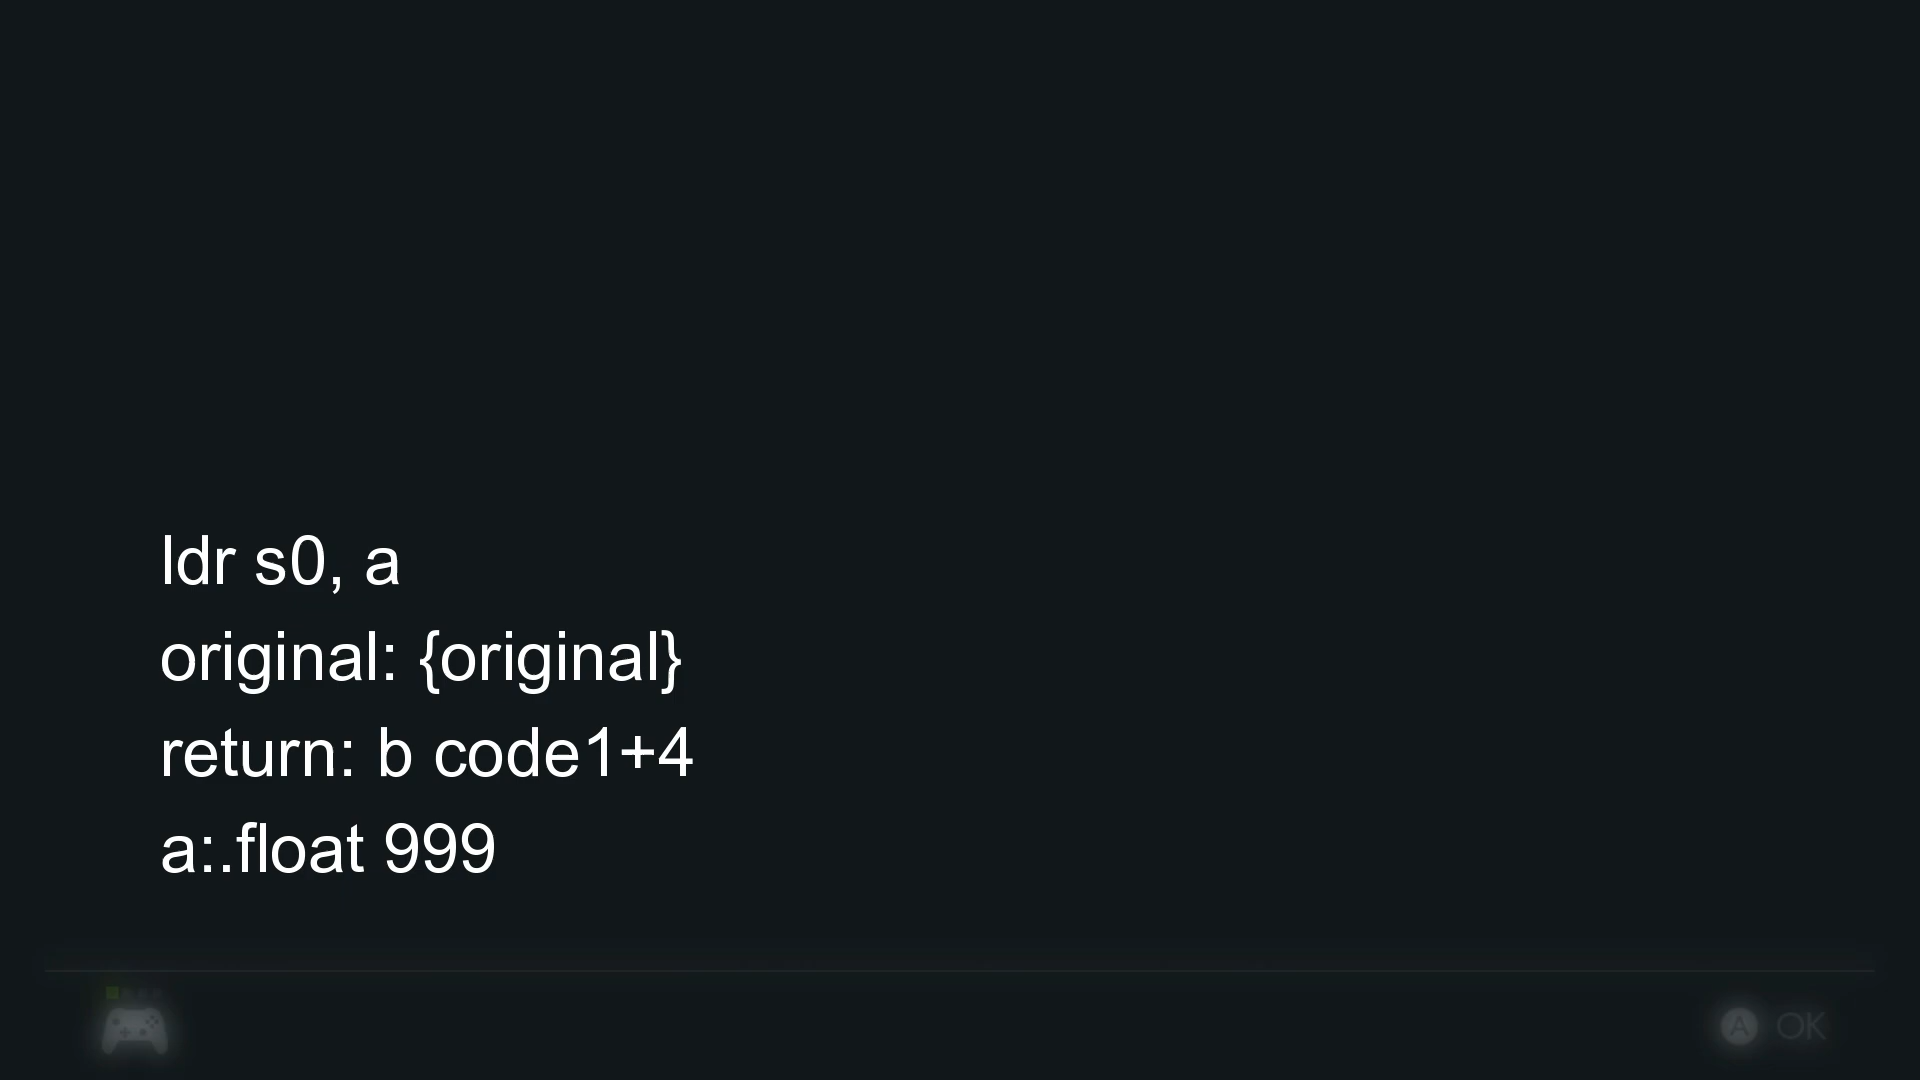 ldr s0, a
original: {original}
return: b code1+4
a:.float 999
A OK